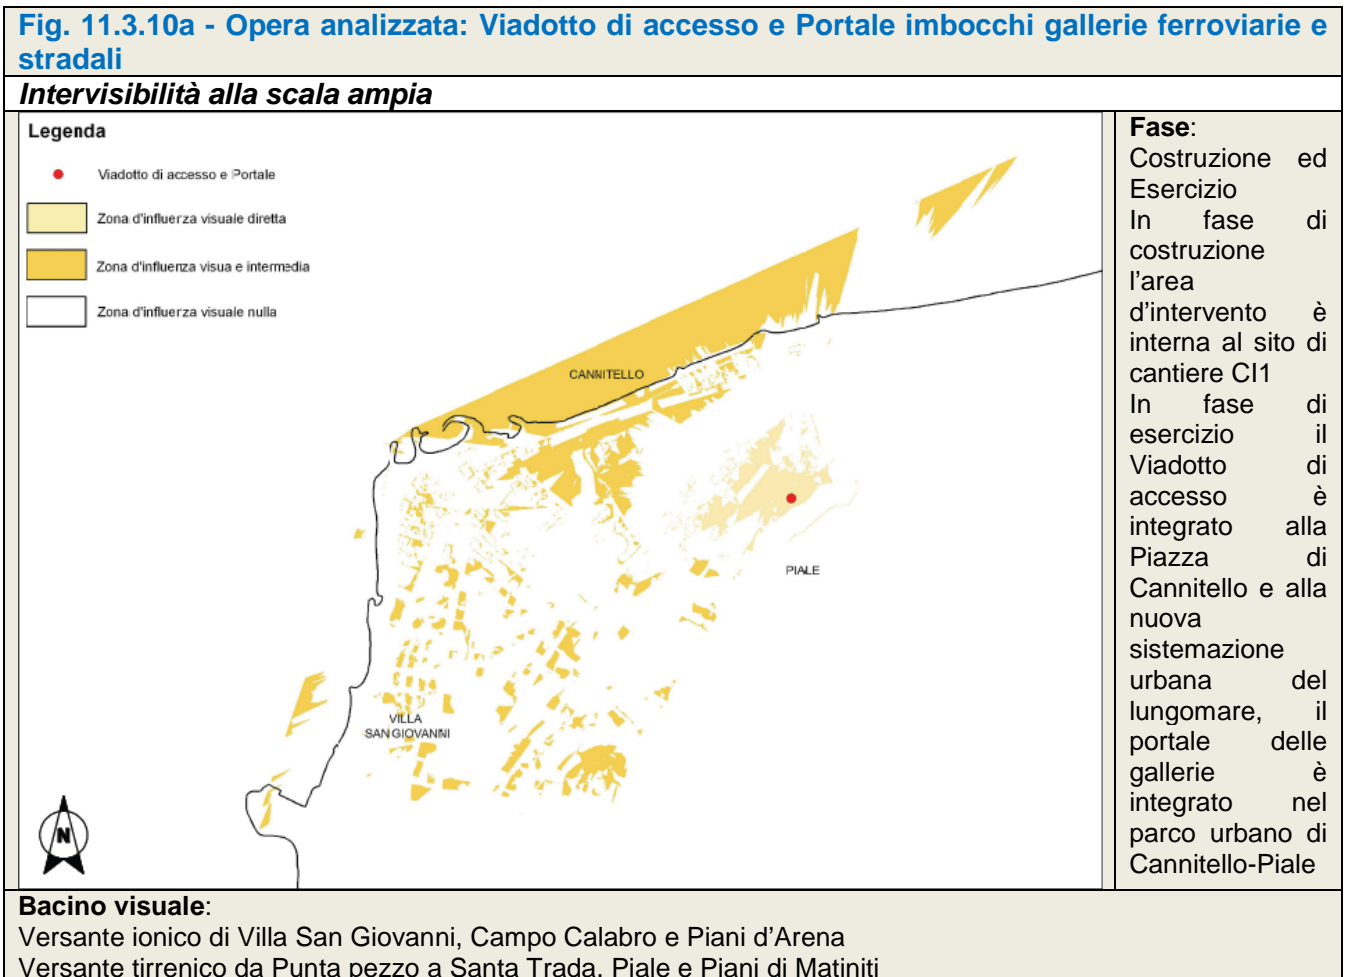 Fig. 11.3.10a - Opera analizzata: Viadotto di accesso e Portale imbocchi gallerie ferroviarie e
stradali
Intervisibilità alla scala ampia
Legenda
Viadotto di accesso e Portale
Zona d'influerza visuale diretta
Zona d'influenza visua e intermedia
Zona d'influenza visuale nulla
CANNITELLO
PIALE
VILLA
SAN GIOVANNI
N
Fase:
Costruzione ed
Esercizio
In fase di
costruzione
l'area
d'intervento è
interna al sito di
cantiere CI1
In fase di
esercizio il
Viadotto di
accesso è
integrato alla
Piazza di
Cannitello e alla
nuova
sistemazione
urbana del
lungomare, il
portale delle
gallerie è
integrato nel
parco urbano di
Cannitello-Piale
Bacino visuale:
Versante ionico di Villa San Giovanni, Campo Calabro e Piani d'Arena
Versante tirrenico da Punta pezzo a Santa Trada, Piale e Piani di Matiniti